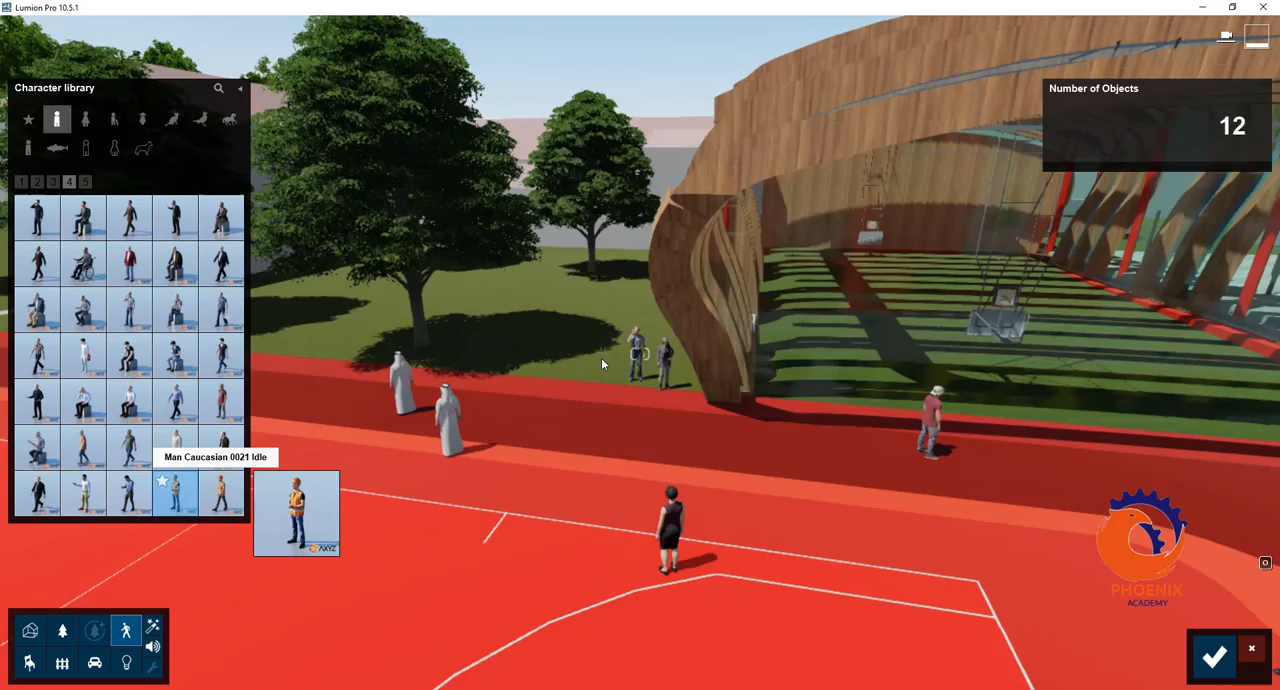 Lumion Pro 10.5.1
Character library
Number of Objects
12
1 2 3 4 5
Man Caucasian 0021 Idle
AXYZ
O
PHOENIX
ACADEMY